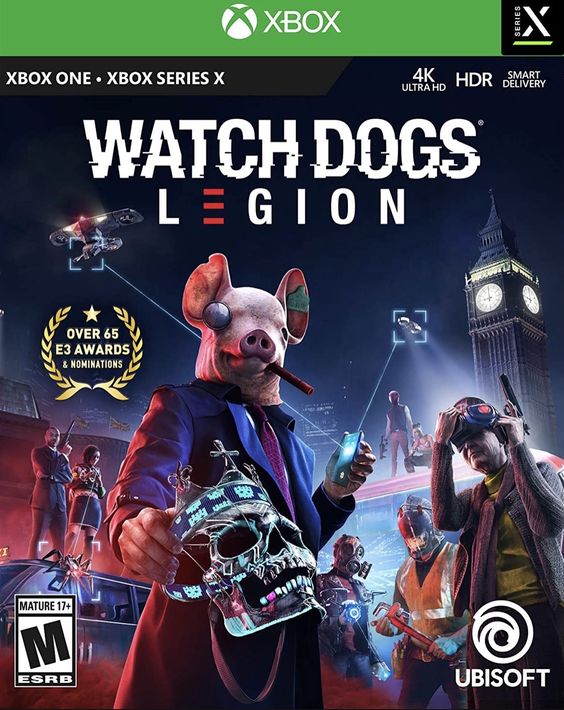 XBOX
SERIES X
XBOX ONE • XBOX SERIES X
4K
ULTRA HD
HDR
SMART
DELIVERY
WATCH DOGS®
LEGION
OVER 65
E3 AWARDS
& NOMINATIONS
MATURE 17+
M
ESRB
UBISOFT